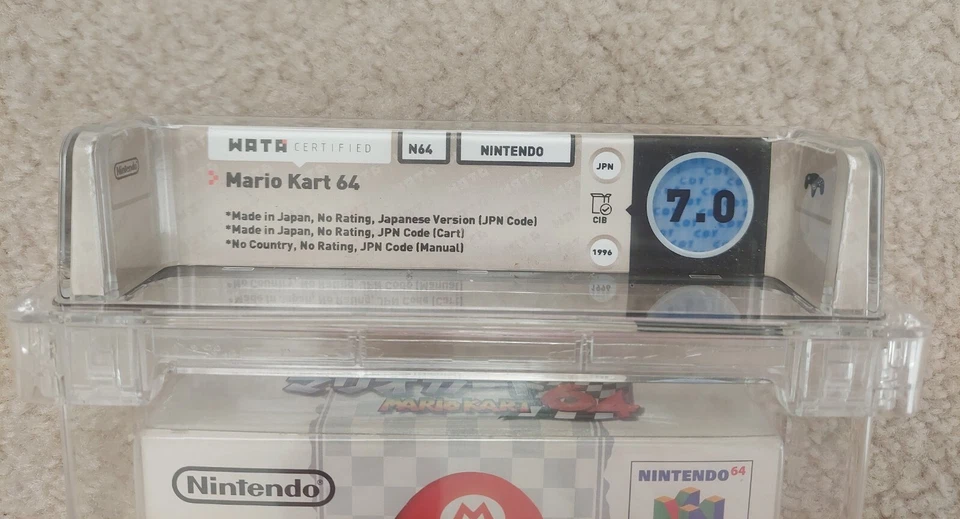 WATA CERTIFIED
N64
NINTENDO
Nintendo
Mario Kart 64
*Made in Japan, No Rating, Japanese Version (JPN Code)
*Made in Japan, No Rating, JPN Code (Cart)
*No Country, No Rating, JPN Code (Manual)
JPN
CIB
1996
7.0
MARIO KART 64
Nintendo
NINTENDO 64
M